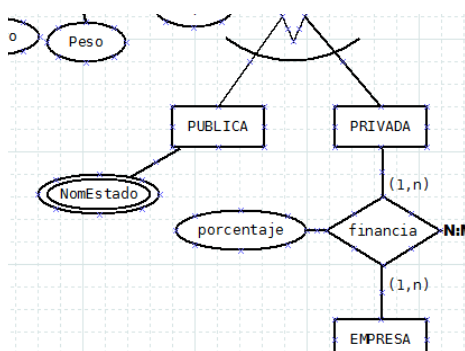 o
Peso
PUBLICA
PRIVADA
NomEstado
(1,n)
porcentaje
financia
N:M
(1,n)
EMPRESA